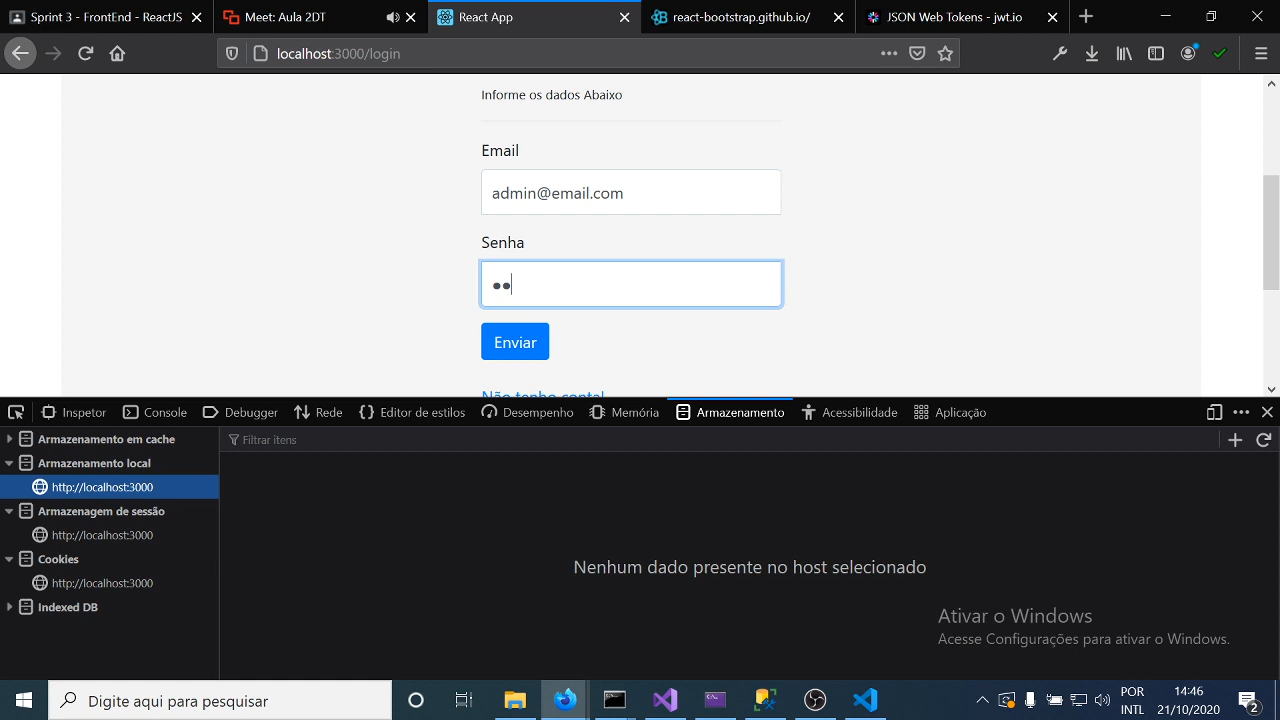 Sprint 3 - FrontEnd - ReactJS
Meet: Aula 2DT
React App
react-bootstrap.github.io/
JSON Web Tokens - jwt.io
localhost:3000/login
Informe os dados Abaixo
Email
admin@email.com
Senha
Enviar
Não tenho conta!
Inspetor
Console
Debugger
Rede
Editor de estilos
Desempenho
Memória
Armazenamento
Acessibilidade
Aplicação
Armazenamento em cache
Armazenamento local
http://localhost:3000
Armazenagem de sessão
http://localhost:3000
Cookies
http://localhost:3000
Indexed DB
Filtrar itens
Nenhum dado presente no host selecionado
Ativar o Windows
Acesse Configurações para ativar o Windows.
Digite aqui para pesquisar
POR
INTL
14:46
21/10/2020
2